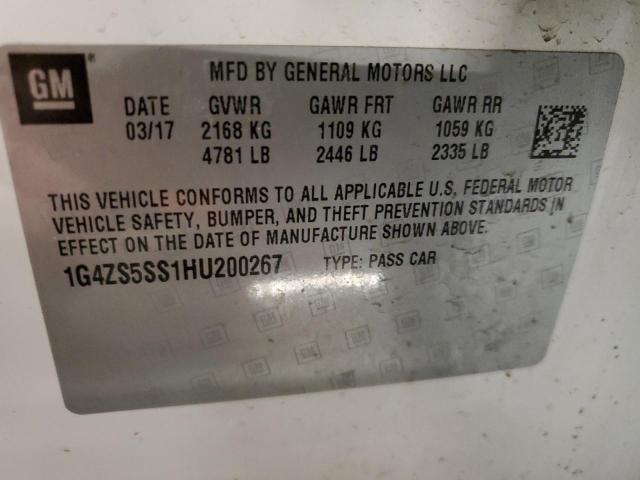 GM
MFD BY GENERAL MOTORS LLC
DATE GVWR GAWR FRT GAWR RR
03/17 2168 KG 1109 KG 1059 KG
4781 LB 2446 LB 2335 LB
THIS VEHICLE CONFORMS TO ALL APPLICABLE U.S. FEDERAL MOTOR
VEHICLE SAFETY, BUMPER, AND THEFT PREVENTION STANDARDS IN
EFFECT ON THE DATE OF MANUFACTURE SHOWN ABOVE.
1G4ZS5SS1HU200267 TYPE: PASS CAR